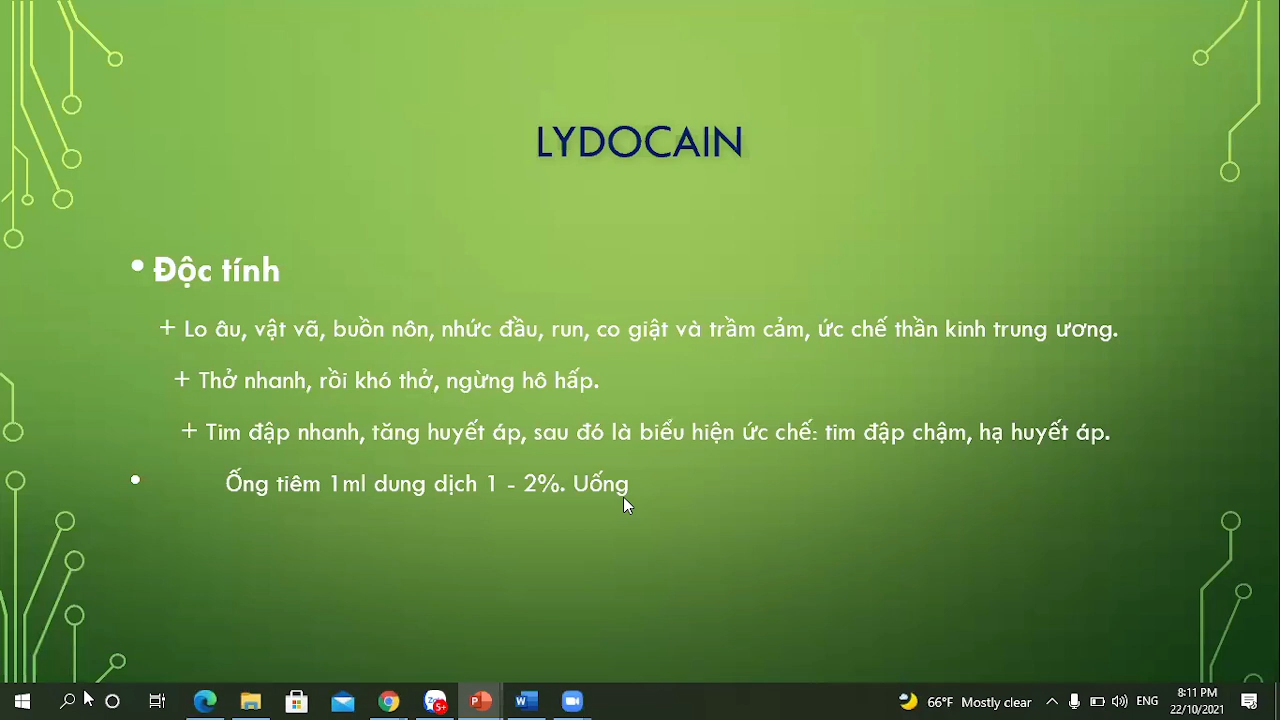 LYDOCAIN
• Độc tính
+ Lo âu, vật vã, buồn nôn, nhức đầu, run, co giật và trầm cảm, ức chế thần kinh trung ương.
+ Thở nhanh, rồi khó thở, ngừng hô hấp.
+ Tim đập nhanh, tăng huyết áp, sau đó là biểu hiện ức chế: tim đập chậm, hạ huyết áp.
• Ống tiêm 1ml dung dịch 1 - 2%. Uống
66°F Mostly clear
ENG
8:11 PM
22/10/2021
5+